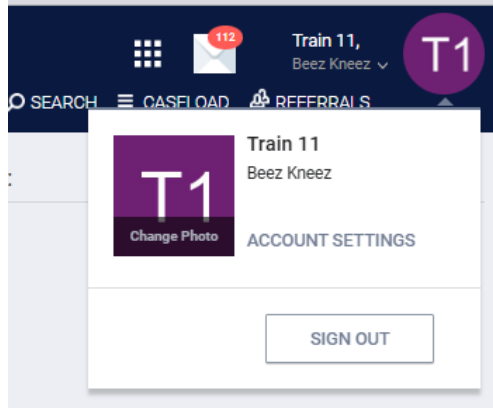 112
Train 11,
Beez Kneez
T1
SEARCH
CASELOAD
REFERRALS
:
T1
Change Photo
Train 11
Beez Kneez
ACCOUNT SETTINGS
SIGN OUT